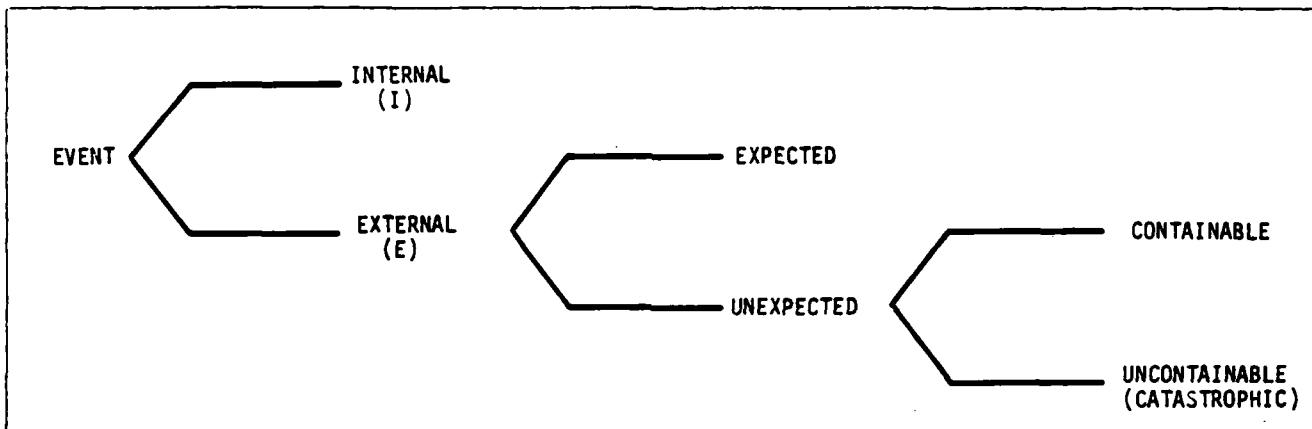 INTERNAL
(I)
EVENT
EXPECTED
EXTERNAL
(E)
CONTAINABLE
UNEXPECTED
UNCONTAINABLE
(CATASTROPHIC)